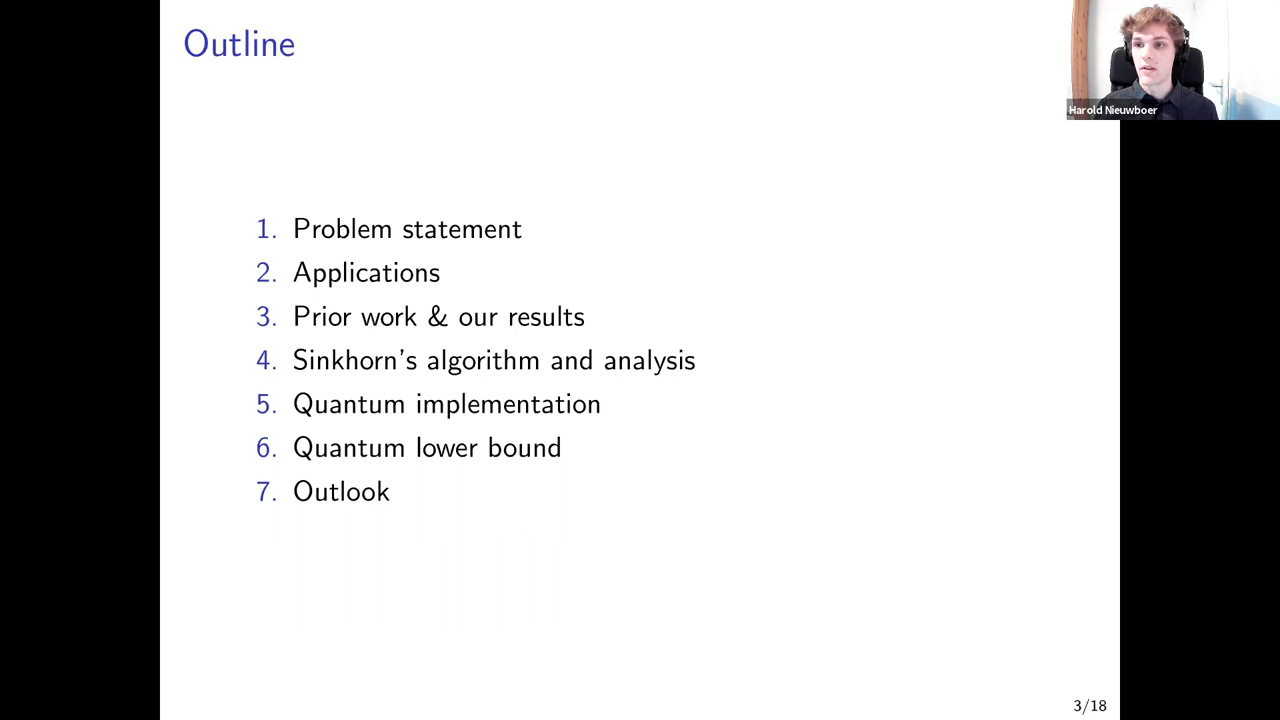 Outline
Harold Nieuwboer
1. Problem statement
2. Applications
3. Prior work & our results
4. Sinkhorn's algorithm and analysis
5. Quantum implementation
6. Quantum lower bound
7. Outlook
3/18